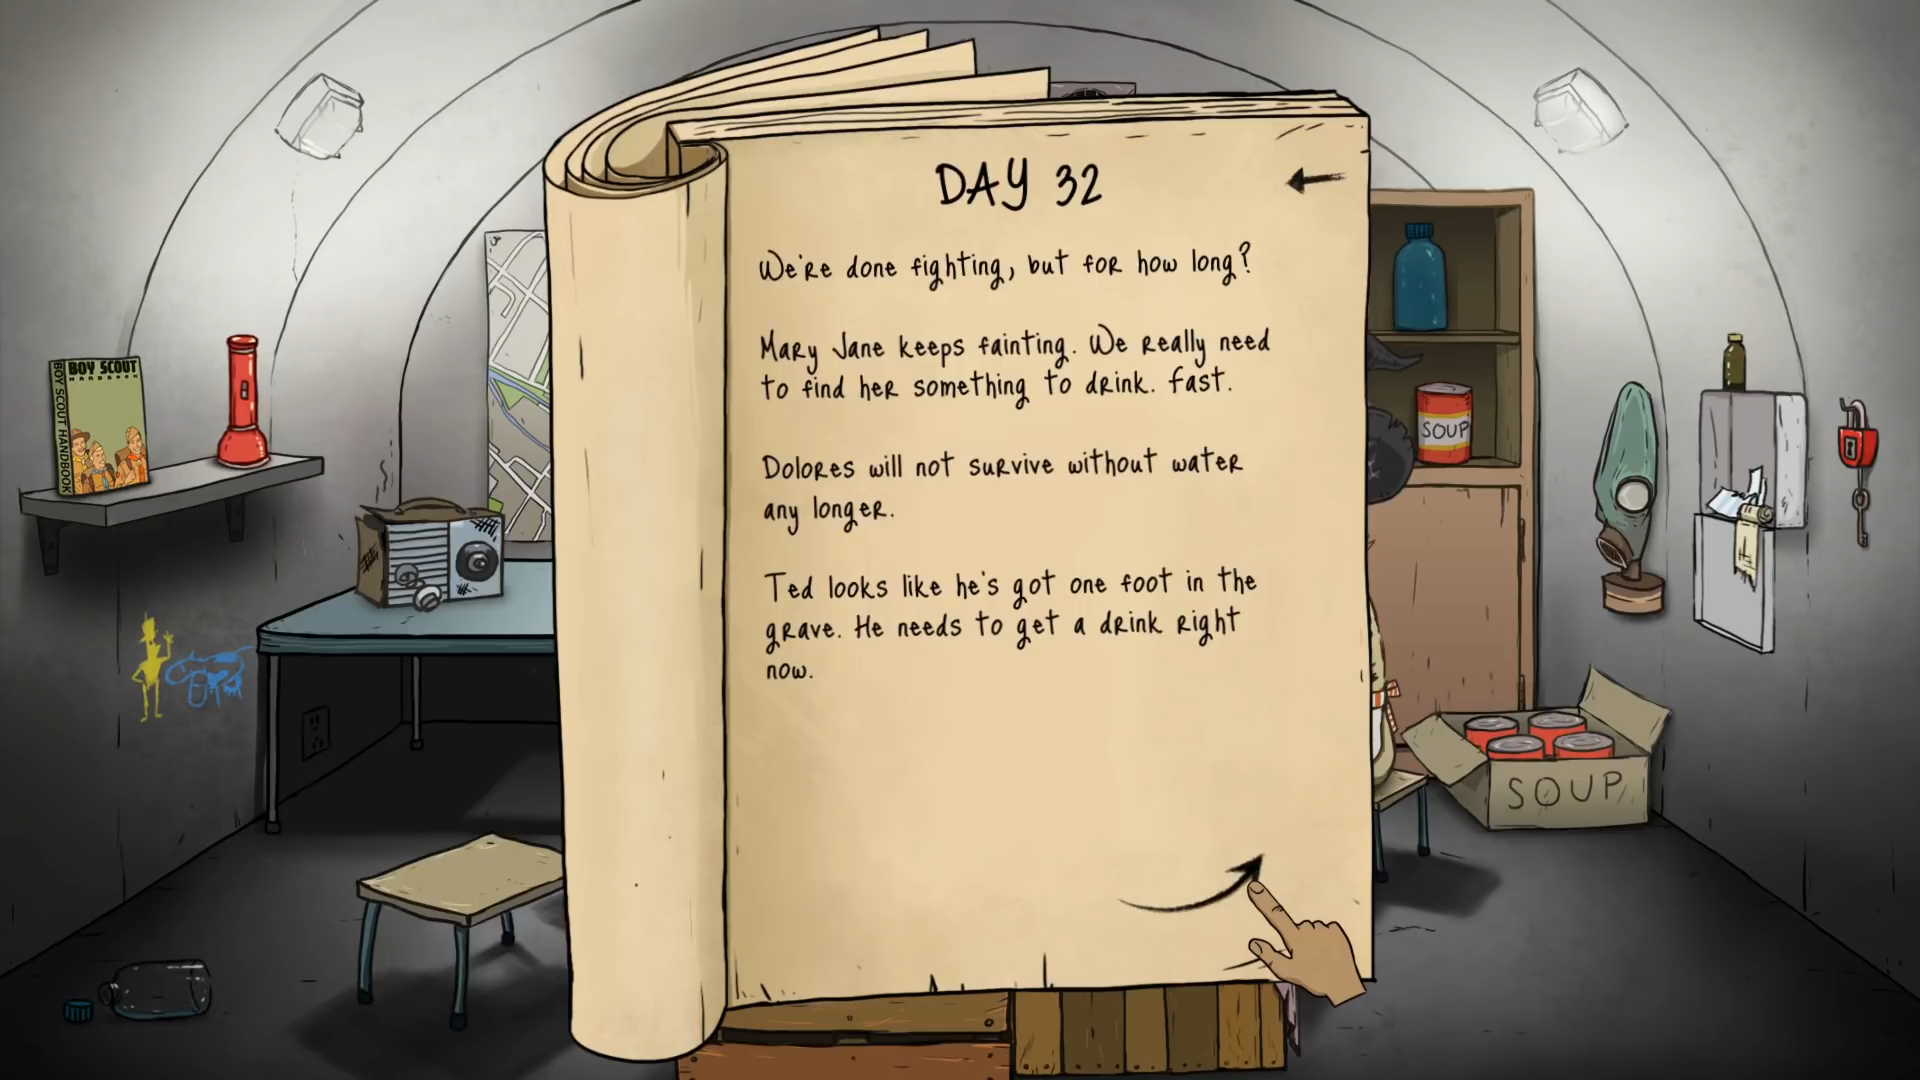 DAY 32
We're done fighting, but for how long?
Mary Jane keeps fainting. We really need
to find her something to drink. Fast.
Dolores will not survive without water
any longer.
Ted looks like he's got one foot in the
grave. He needs to get a drink right
now.
BOY SCOUT
HANDBOOK
BOY SCOUT HANDBOOK
SOUP
SOUP